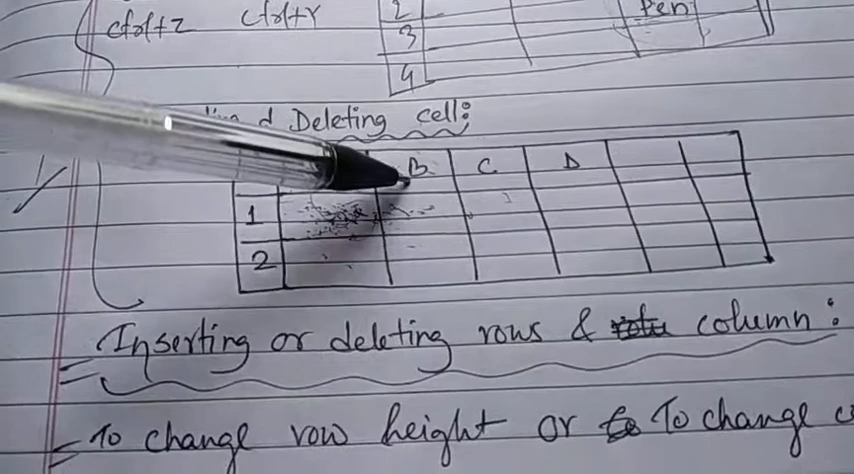 2
Pen
Ctrl+Z Ctrl+Y
3
4
d Deleting cell:
B C D
1
2
Inserting or deleting rows & column:
To change row height or To change